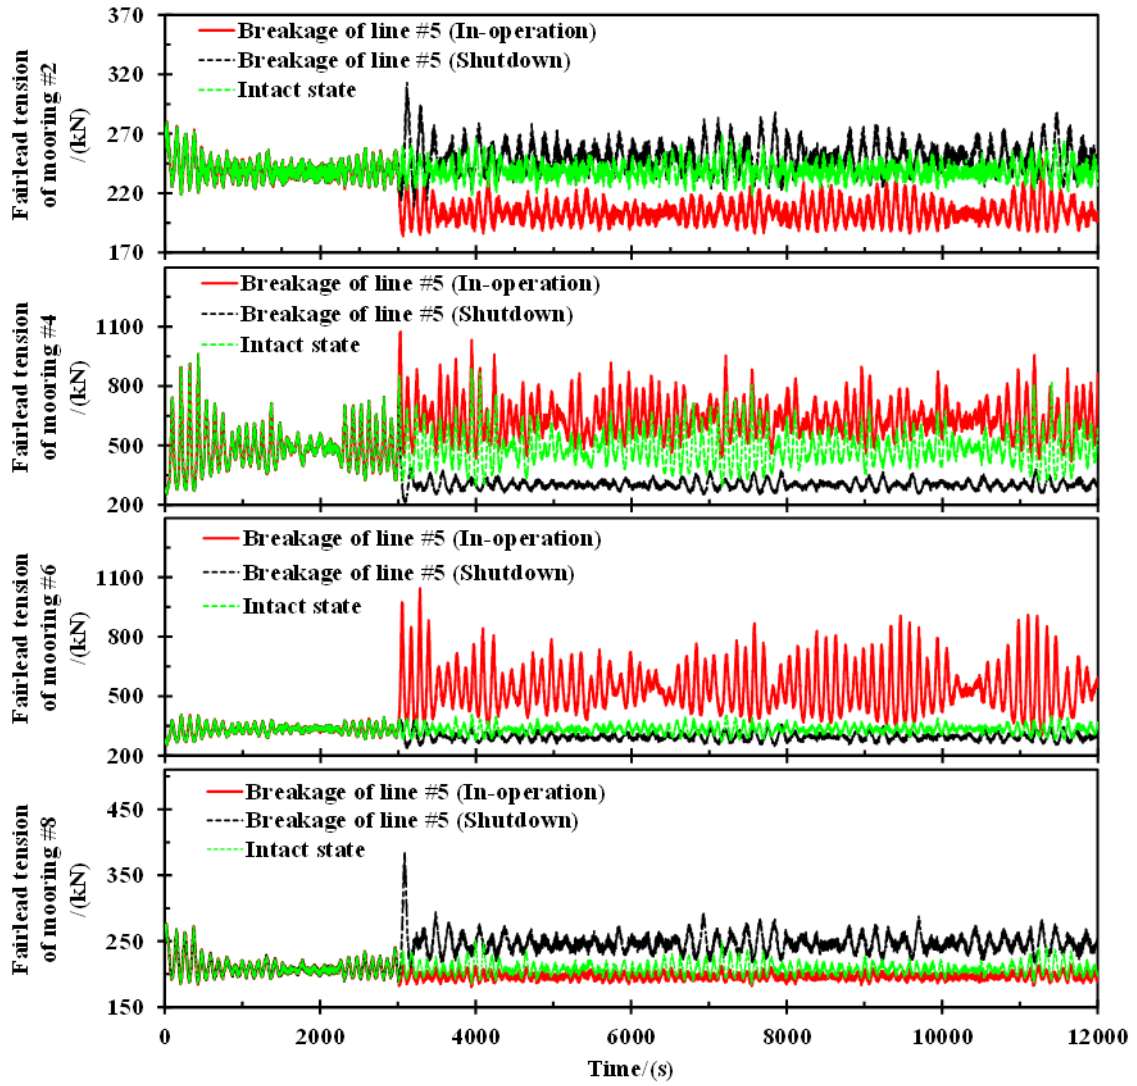 370
320
270
220
170
Fairlead tension
of mooring #2
/(kN)
Breakage of line #5 (In-operation)
Breakage of line #5 (Shutdown)
Intact state
1100
800
500
200
Fairlead tension
of mooring #4
/(kN)
Breakage of line #5 (In-operation)
Breakage of line #5 (Shutdown)
Intact state
1100
800
500
200
Fairlead tension
of mooring #6
/(kN)
Breakage of line #5 (In-operation)
Breakage of line #5 (Shutdown)
Intact state
450
350
250
150
Fairlead tension
of mooring #8
/(kN)
Breakage of line #5 (In-operation)
Breakage of line #5 (Shutdown)
Intact state
0 2000 4000 6000 8000 10000 12000
Time/(s)